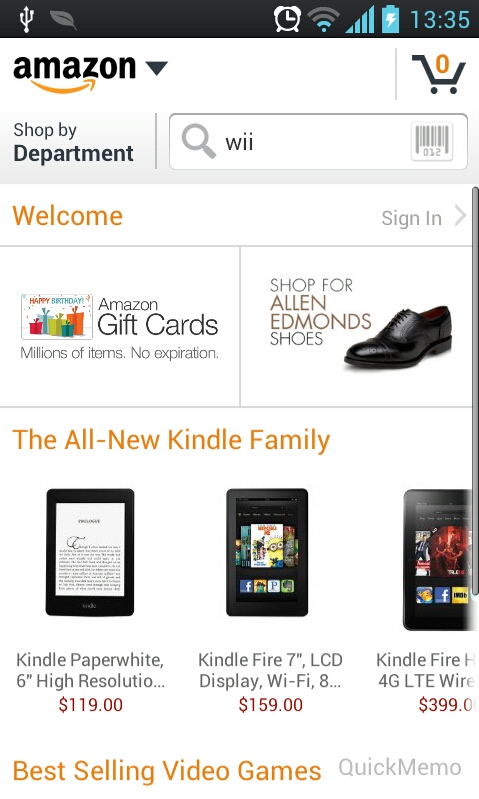 13:35
amazon
0
Shop by
Department
wii
012
Welcome
Sign In
HAPPY BIRTHDAY!
Amazon
Gift Cards
Millions of items. No expiration.
SHOP FOR
ALLEN
EDMONDS
SHOES
The All-New Kindle Family
PROLOGUE
kindle
IMDb
Kindle Paperwhite,
6" High Resolutio...
$119.00
Kindle Fire 7", LCD
Display, Wi-Fi, 8...
$159.00
Kindle Fire H
4G LTE Wire
$399.0
Best Selling Video Games
QuickMemo